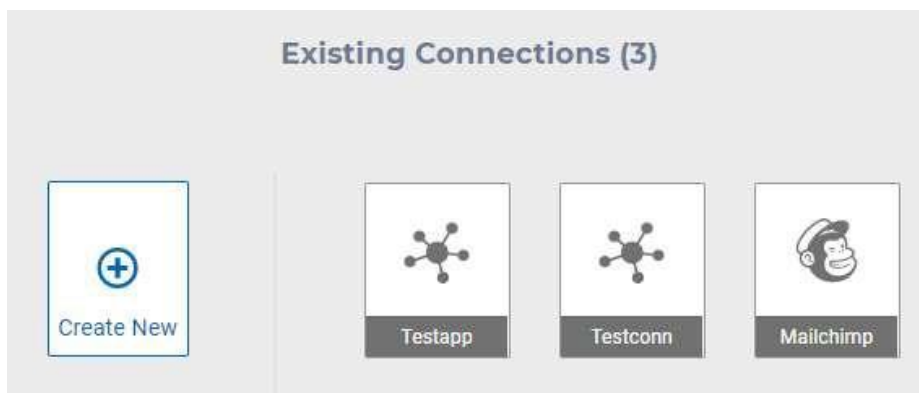 Existing Connections (3)
Create New
Testapp
Testconn
Mailchimp